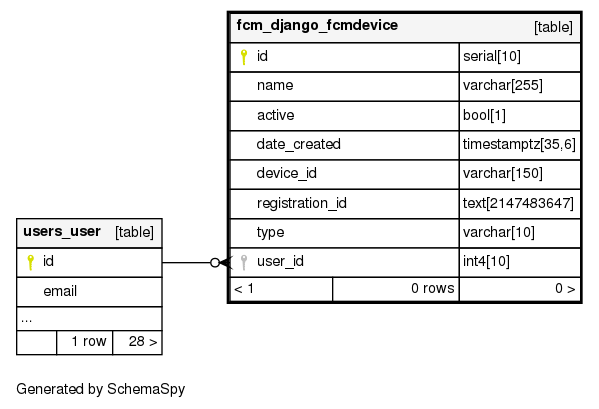 fcm_django_fcmdevice [table]
id serial[10]
name varchar[255]
active bool[1]
date_created timestamptz[35,6]
device_id varchar[150]
registration_id text[2147483647]
type varchar[10]
user_id int4[10]
< 1 0 rows 0 >
users_user [table]
id
email
...
1 row 28 >
Generated by SchemaSpy